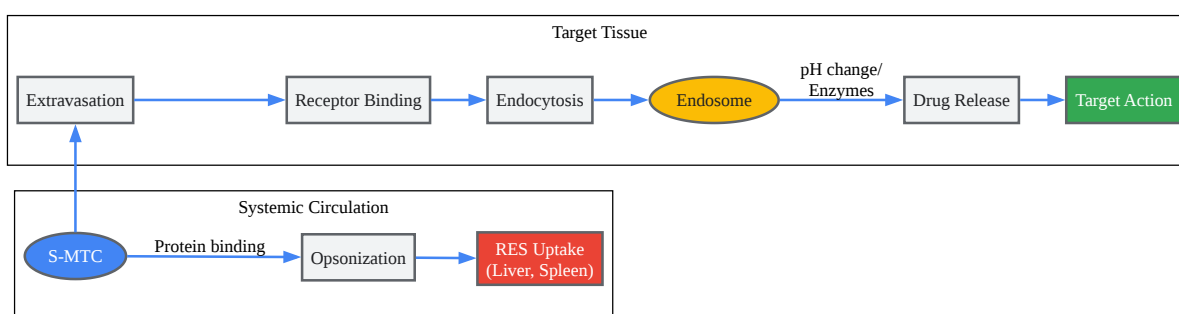 Target Tissue
Extravasation
Receptor Binding
Endocytosis
Endosome
pH change/
Enzymes
Drug Release
Target Action
Systemic Circulation
S-MTC
Protein binding
Opsonization
RES Uptake
(Liver, Spleen)